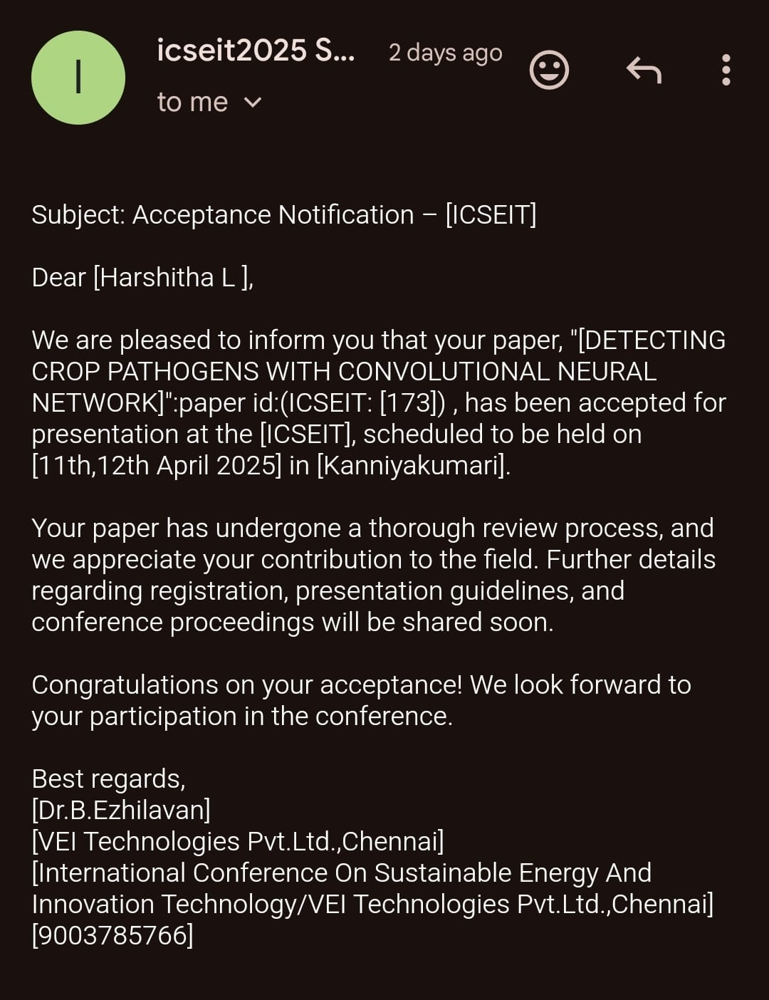 I
icseit2025 S...
2 days ago
to me
Subject: Acceptance Notification – [ICSEIT]
Dear [Harshitha L ],
We are pleased to inform you that your paper, "[DETECTING
CROP PATHOGENS WITH CONVOLUTIONAL NEURAL
NETWORK]":paper id:(ICSEIT: [173]) , has been accepted for
presentation at the [ICSEIT], scheduled to be held on
[11th,12th April 2025] in [Kanniyakumari].
Your paper has undergone a thorough review process, and
we appreciate your contribution to the field. Further details
regarding registration, presentation guidelines, and
conference proceedings will be shared soon.
Congratulations on your acceptance! We look forward to
your participation in the conference.
Best regards,
[Dr.B.Ezhilavan]
[VEI Technologies Pvt.Ltd.,Chennai]
[International Conference On Sustainable Energy And
Innovation Technology/VEI Technologies Pvt.Ltd.,Chennai]
[9003785766]